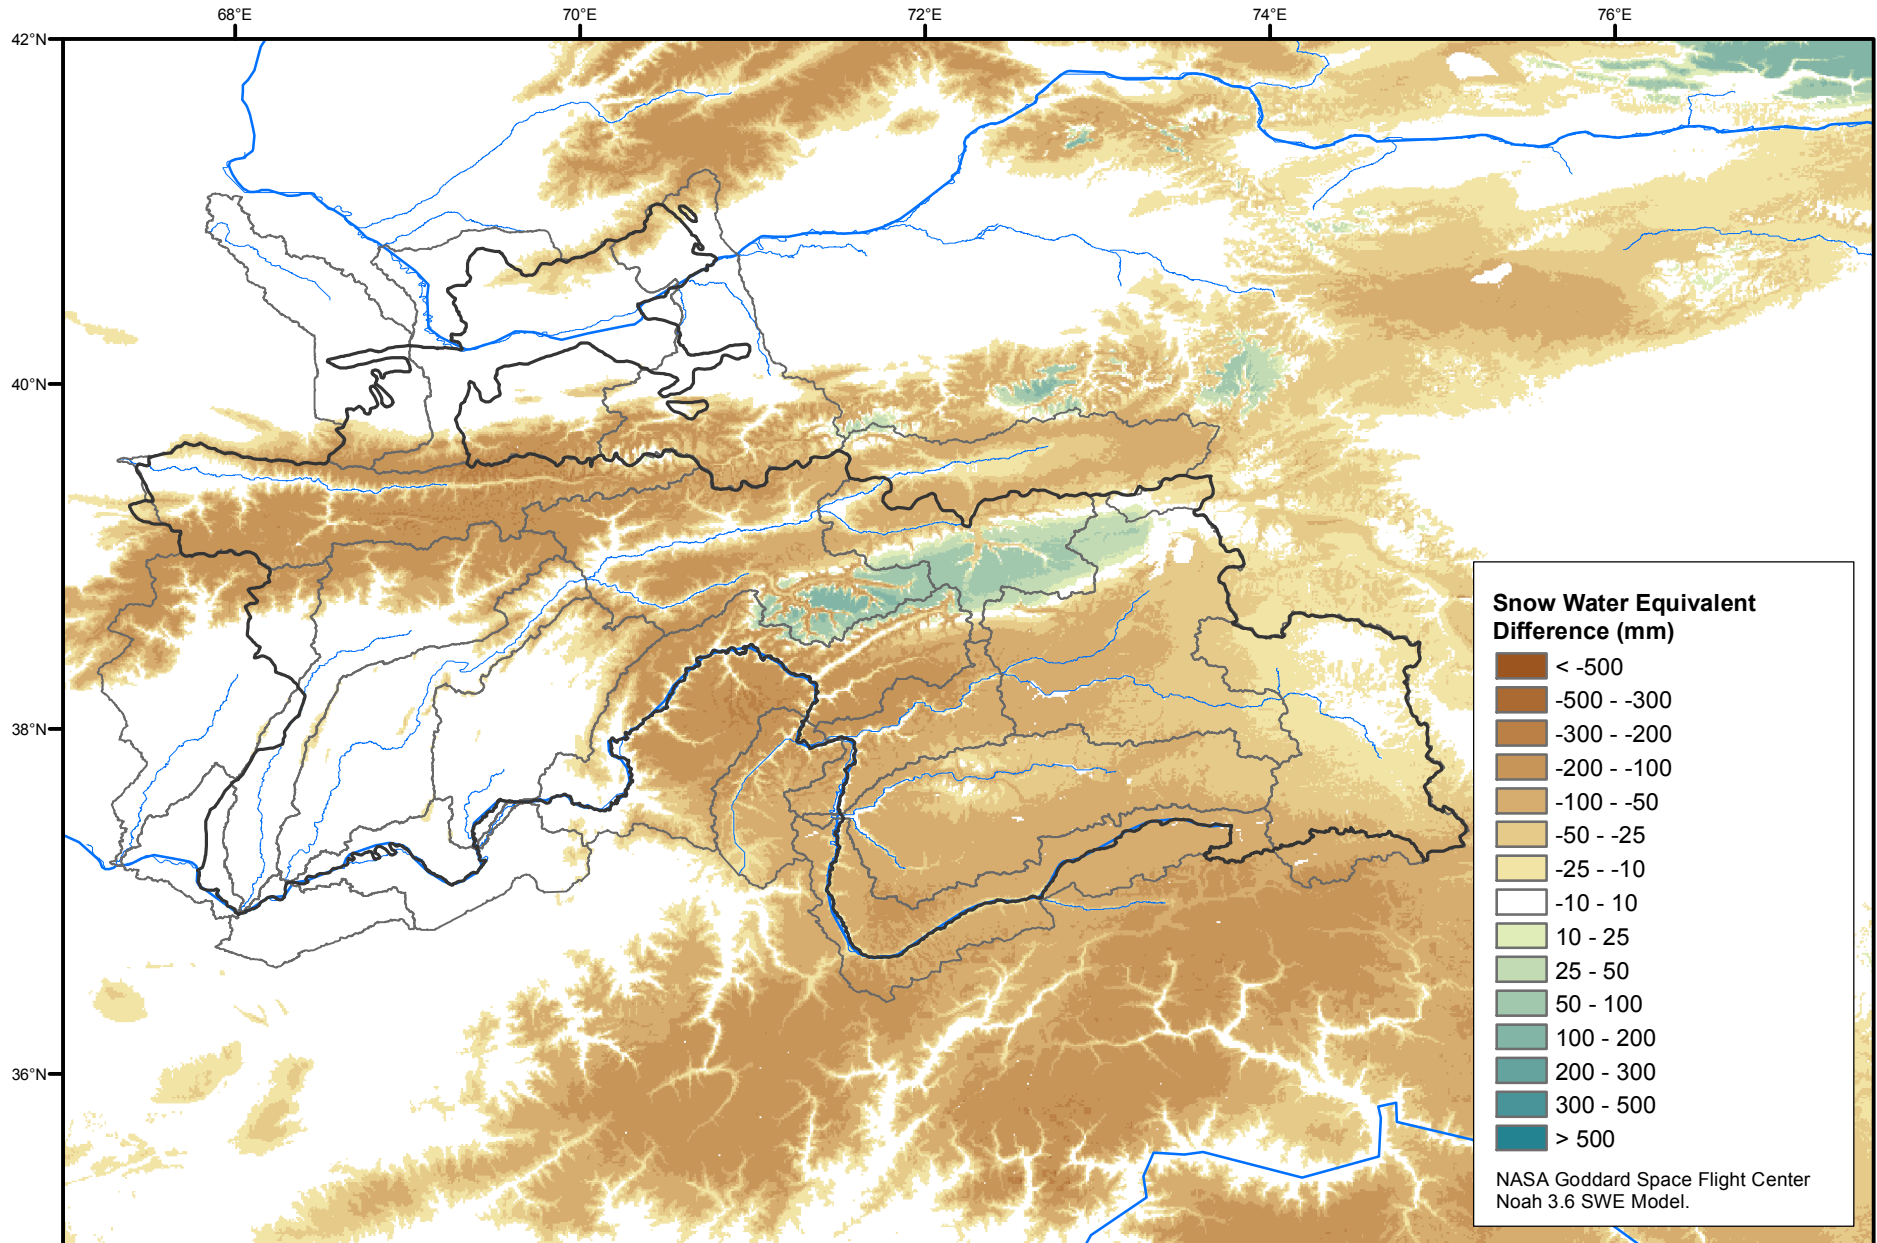 68°E 70°E 72°E 74°E 76°E
42°N
40°N
38°N
36°N
Snow Water Equivalent
Difference (mm)
< -500
-500 - -300
-300 - -200
-200 - -100
-100 - -50
-50 - -25
-25 - -10
-10 - 10
10 - 25
25 - 50
50 - 100
100 - 200
200 - 300
300 - 500
> 500
NASA Goddard Space Flight Center
Noah 3.6 SWE Model.